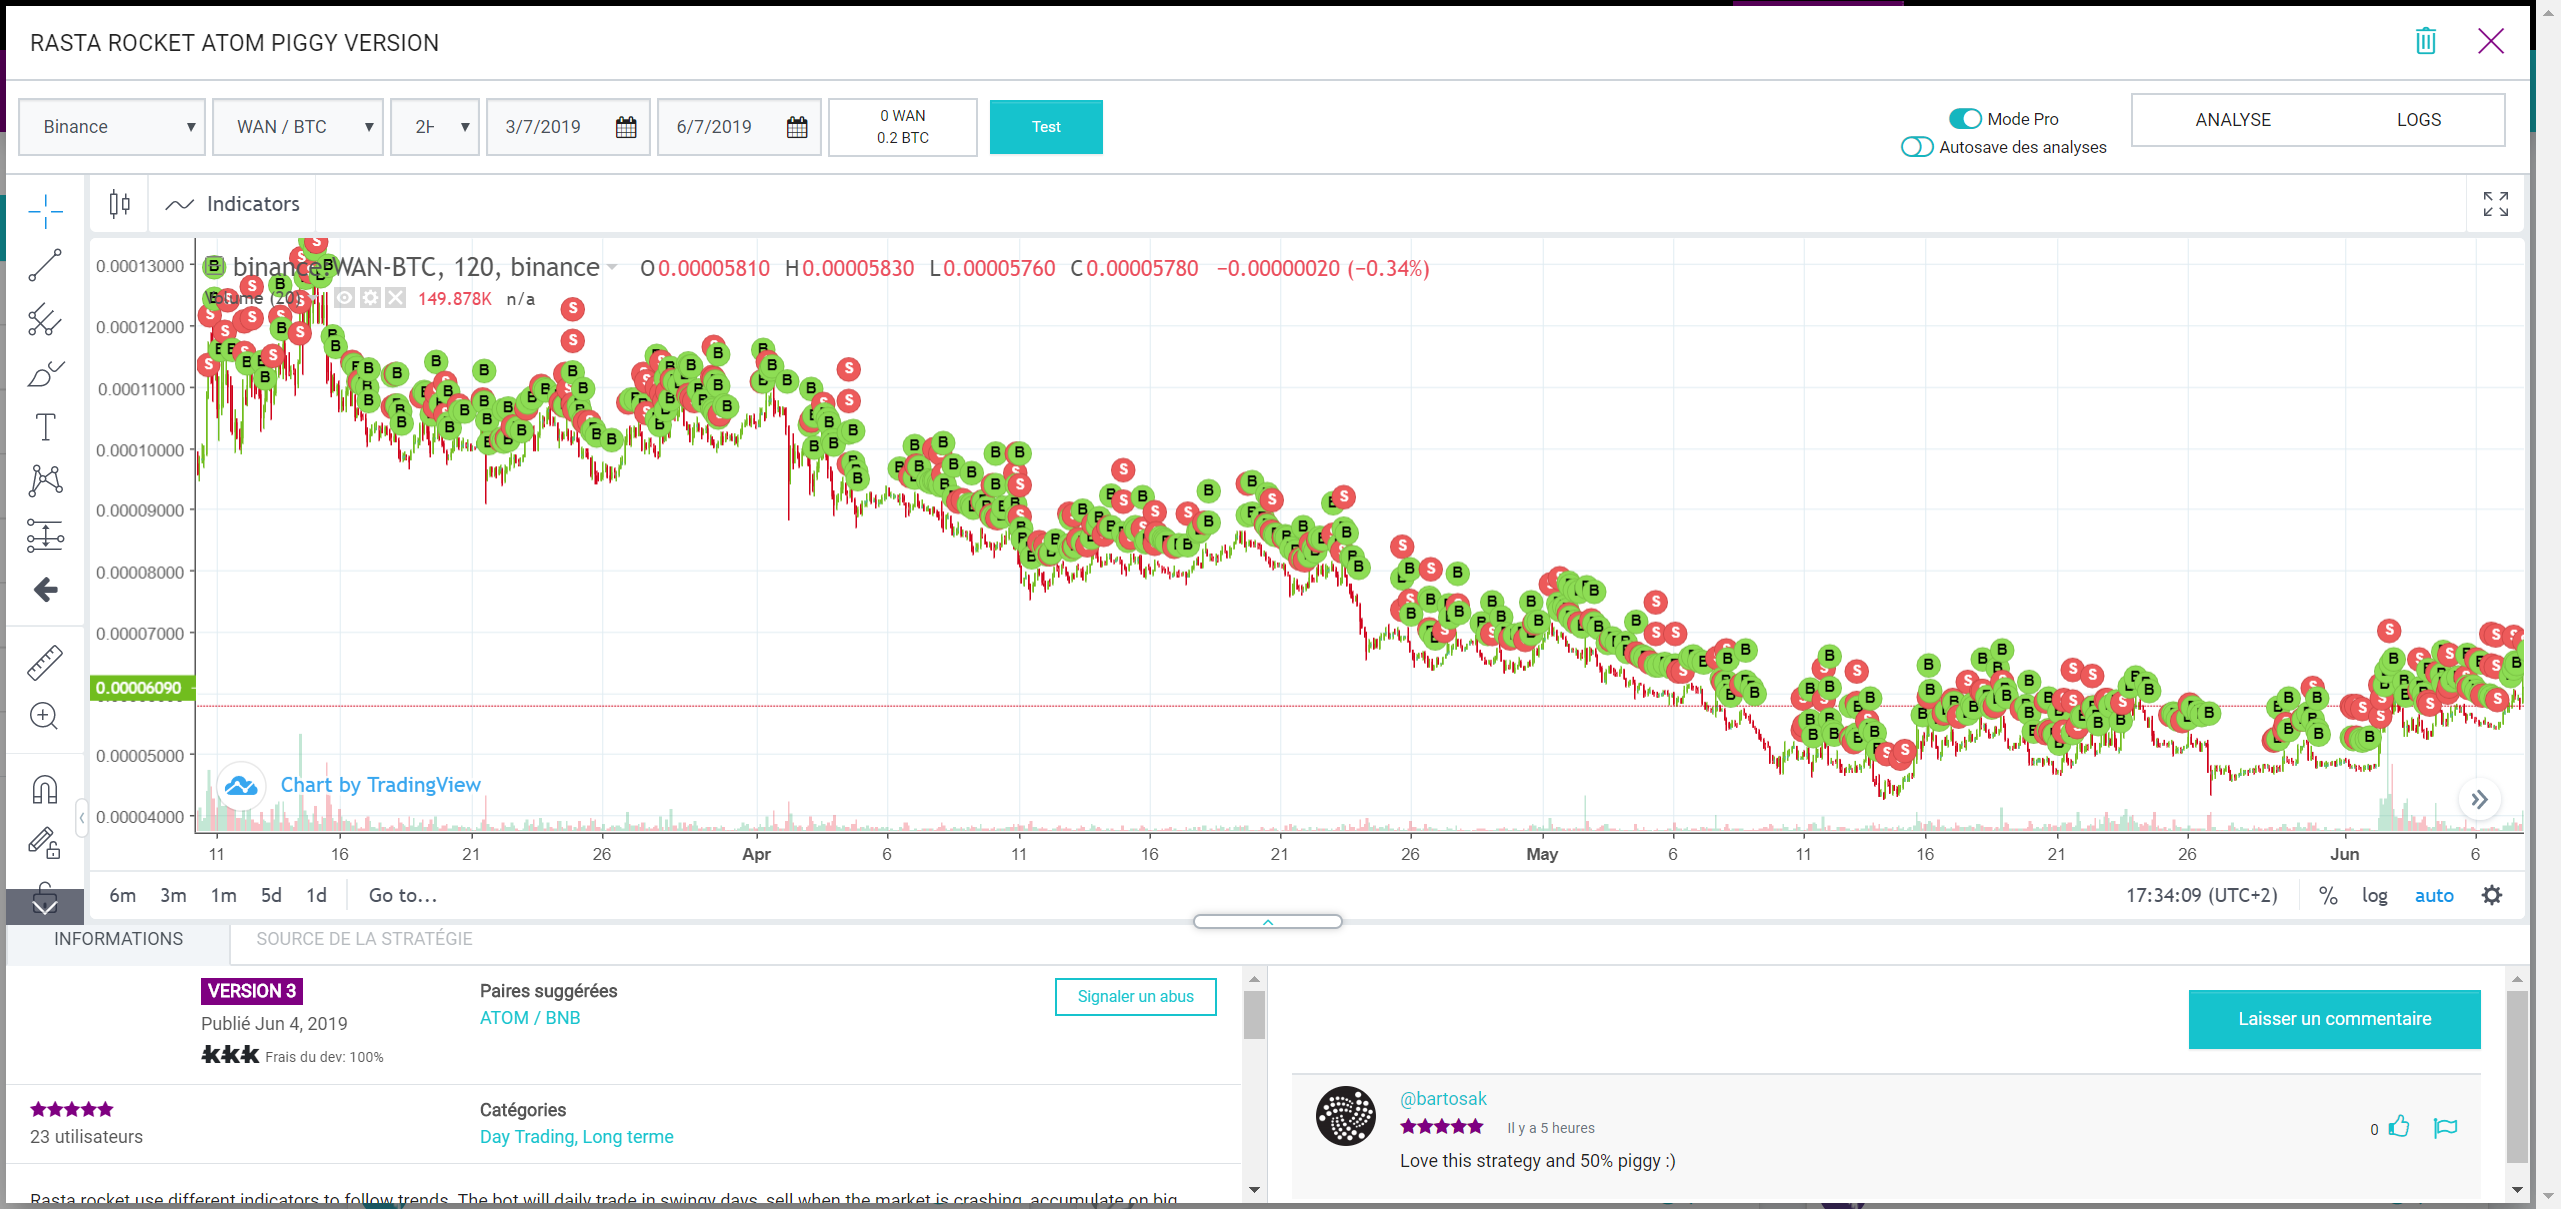 RASTA ROCKET ATOM PIGGY VERSION
Binance
WAN / BTC
3/7/2019
6/7/2019
0 WAN
0.2 BTC
Test
Mode Pro
Autosave des analyses
ANALYSE
LOGS
Indicators
binance:WAN-BTC, 120, binance
O0.00005810 H0.00005830 L0.00005760 C0.00005780 −0.00000020 (−0.34%)
Volume (20)
149.878K n/a
0.00013000
0.00012000
0.00011000
0.00010000
0.00009000
0.00008000
0.00007000
0.00006090
0.00005000
0.00004000
Chart by TradingView
11 16 21 26 Apr 6 11 16 21 26 May 6 11 16 21 26 Jun 6
6m 3m 1m 5d 1d Go to...
17:34:09 (UTC+2) % log auto
INFORMATIONS
SOURCE DE LA STRATÉGIE
VERSION 3
Publié Jun 4, 2019
Frais du dev: 100%
Paires suggérées
ATOM / BNB
Signaler un abus
23 utilisateurs
Catégories
Day Trading, Long terme
Rasta rocket use different indicators to follow trends. The bot will daily trade in swingy days, sell when the market is crashing, accumulate on big
Laisser un commentaire
@bartosak
Il y a 5 heures
0
Love this strategy and 50% piggy :)